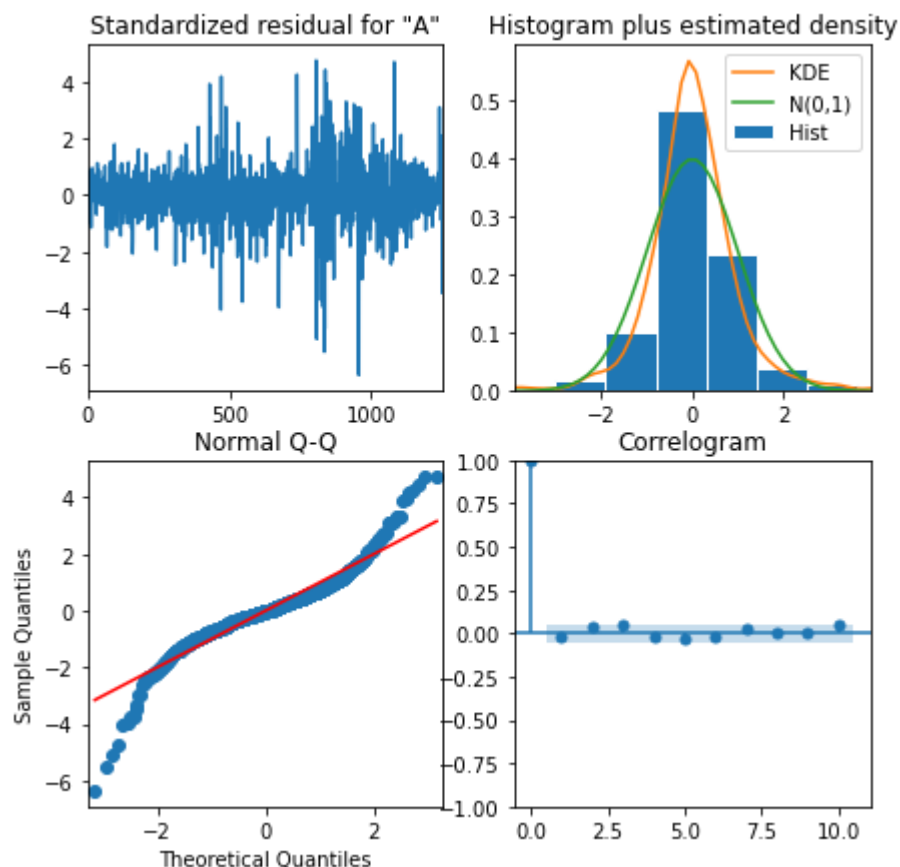 Standardized residual for "A"
4
2
0
−2
−4
−6
0 500 1000
Histogram plus estimated density
KDE
N(0,1)
Hist
0.5
0.4
0.3
0.2
0.1
0.0
−2 0 2
Normal Q-Q
Sample Quantiles
4
2
0
−2
−4
−6
−2 0 2
Theoretical Quantiles
Correlogram
1.00
0.75
0.50
0.25
0.00
−0.25
−0.50
−0.75
−1.00
0.0 2.5 5.0 7.5 10.0